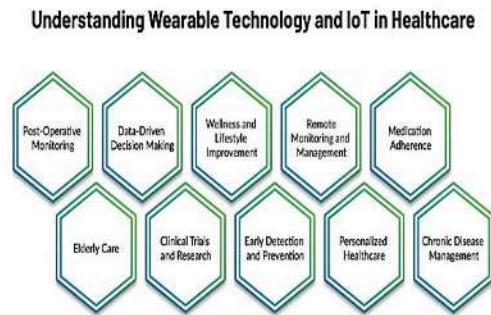 Understanding Wearable Technology and IoT in Healthcare
Post-Operative
Monitoring
Data-Driven
Decision Making
Wellness and
Lifestyle
Improvement
Remote
Monitoring and
Management
Medication
Adherence
Elderly Care
Clinical Trials
and Research
Early Detection
and Prevention
Personalized
Healthcare
Chronic Disease
Management